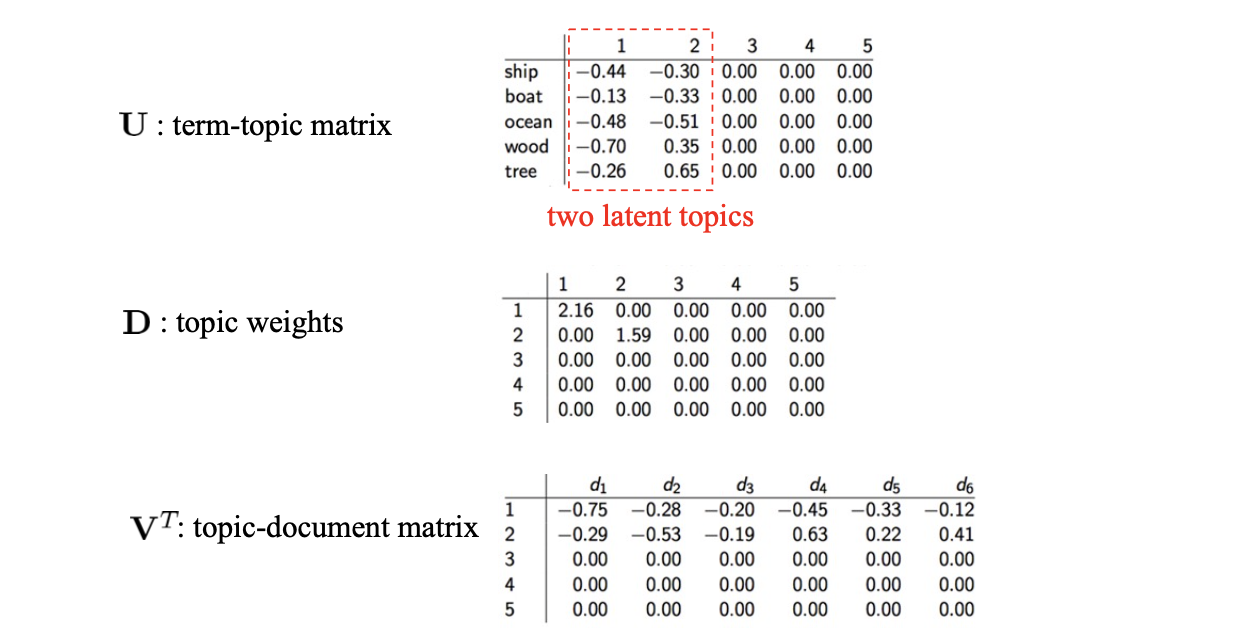 1 2 3 4 5
ship −0.44 −0.30 0.00 0.00 0.00
boat −0.13 −0.33 0.00 0.00 0.00
U : term-topic matrix
ocean −0.48 −0.51 0.00 0.00 0.00
wood −0.70 0.35 0.00 0.00 0.00
tree −0.26 0.65 0.00 0.00 0.00
two latent topics
1 2 3 4 5
1 2.16 0.00 0.00 0.00 0.00
D : topic weights
2 0.00 1.59 0.00 0.00 0.00
3 0.00 0.00 0.00 0.00 0.00
4 0.00 0.00 0.00 0.00 0.00
5 0.00 0.00 0.00 0.00 0.00
d₁ d₂ d₃ d₄ d₅ d₆
1 −0.75 −0.28 −0.20 −0.45 −0.33 −0.12
Vᵀ: topic-document matrix
2 −0.29 −0.53 −0.19 0.63 0.22 0.41
3 0.00 0.00 0.00 0.00 0.00 0.00
4 0.00 0.00 0.00 0.00 0.00 0.00
5 0.00 0.00 0.00 0.00 0.00 0.00